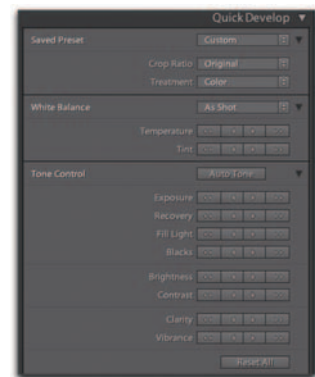 Quick Develop
Saved Preset Custom
Crop Ratio Original
Treatment Color
White Balance As Shot
Temperature
Tint
Tone Control Auto Tone
Exposure
Recovery
Fill Light
Blacks
Brightness
Contrast
Clarity
Vibrance
Reset All